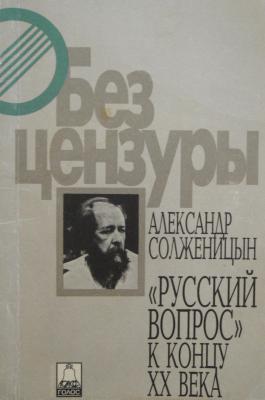 Без
цензуры
АЛЕКСАНДР
СОЛЖЕНИЦЫН
«РУССКИЙ
ВОПРОС»
К КОНЦУ
XX ВЕКА
ГОЛОС